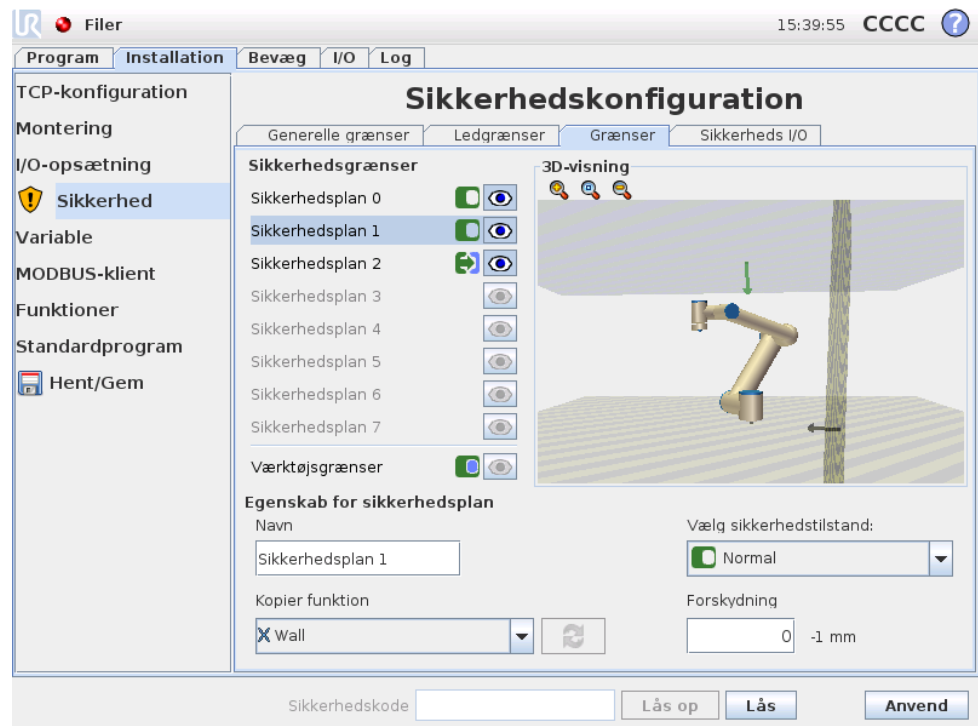 UR Filer 15:39:55 CCCC ?
Program Installation Bevæg I/O Log
TCP-konfiguration
Montering
I/O-opsætning
Sikkerhed
Variable
MODBUS-klient
Funktioner
Standardprogram
Hent/Gem
Sikkerhedskonfiguration
Generelle grænser Ledgrænser Grænser Sikkerheds I/O
Sikkerhedsgrænser
Sikkerhedsplan 0
Sikkerhedsplan 1
Sikkerhedsplan 2
Sikkerhedsplan 3
Sikkerhedsplan 4
Sikkerhedsplan 5
Sikkerhedsplan 6
Sikkerhedsplan 7
Værktøjsgrænser
3D-visning
Egenskab for sikkerhedsplan
Navn
Sikkerhedsplan 1
Vælg sikkerhedstilstand:
Normal
Kopier funktion
Wall
Forskydning
0 -1 mm
Sikkerhedskode Lås op Lås Anvend